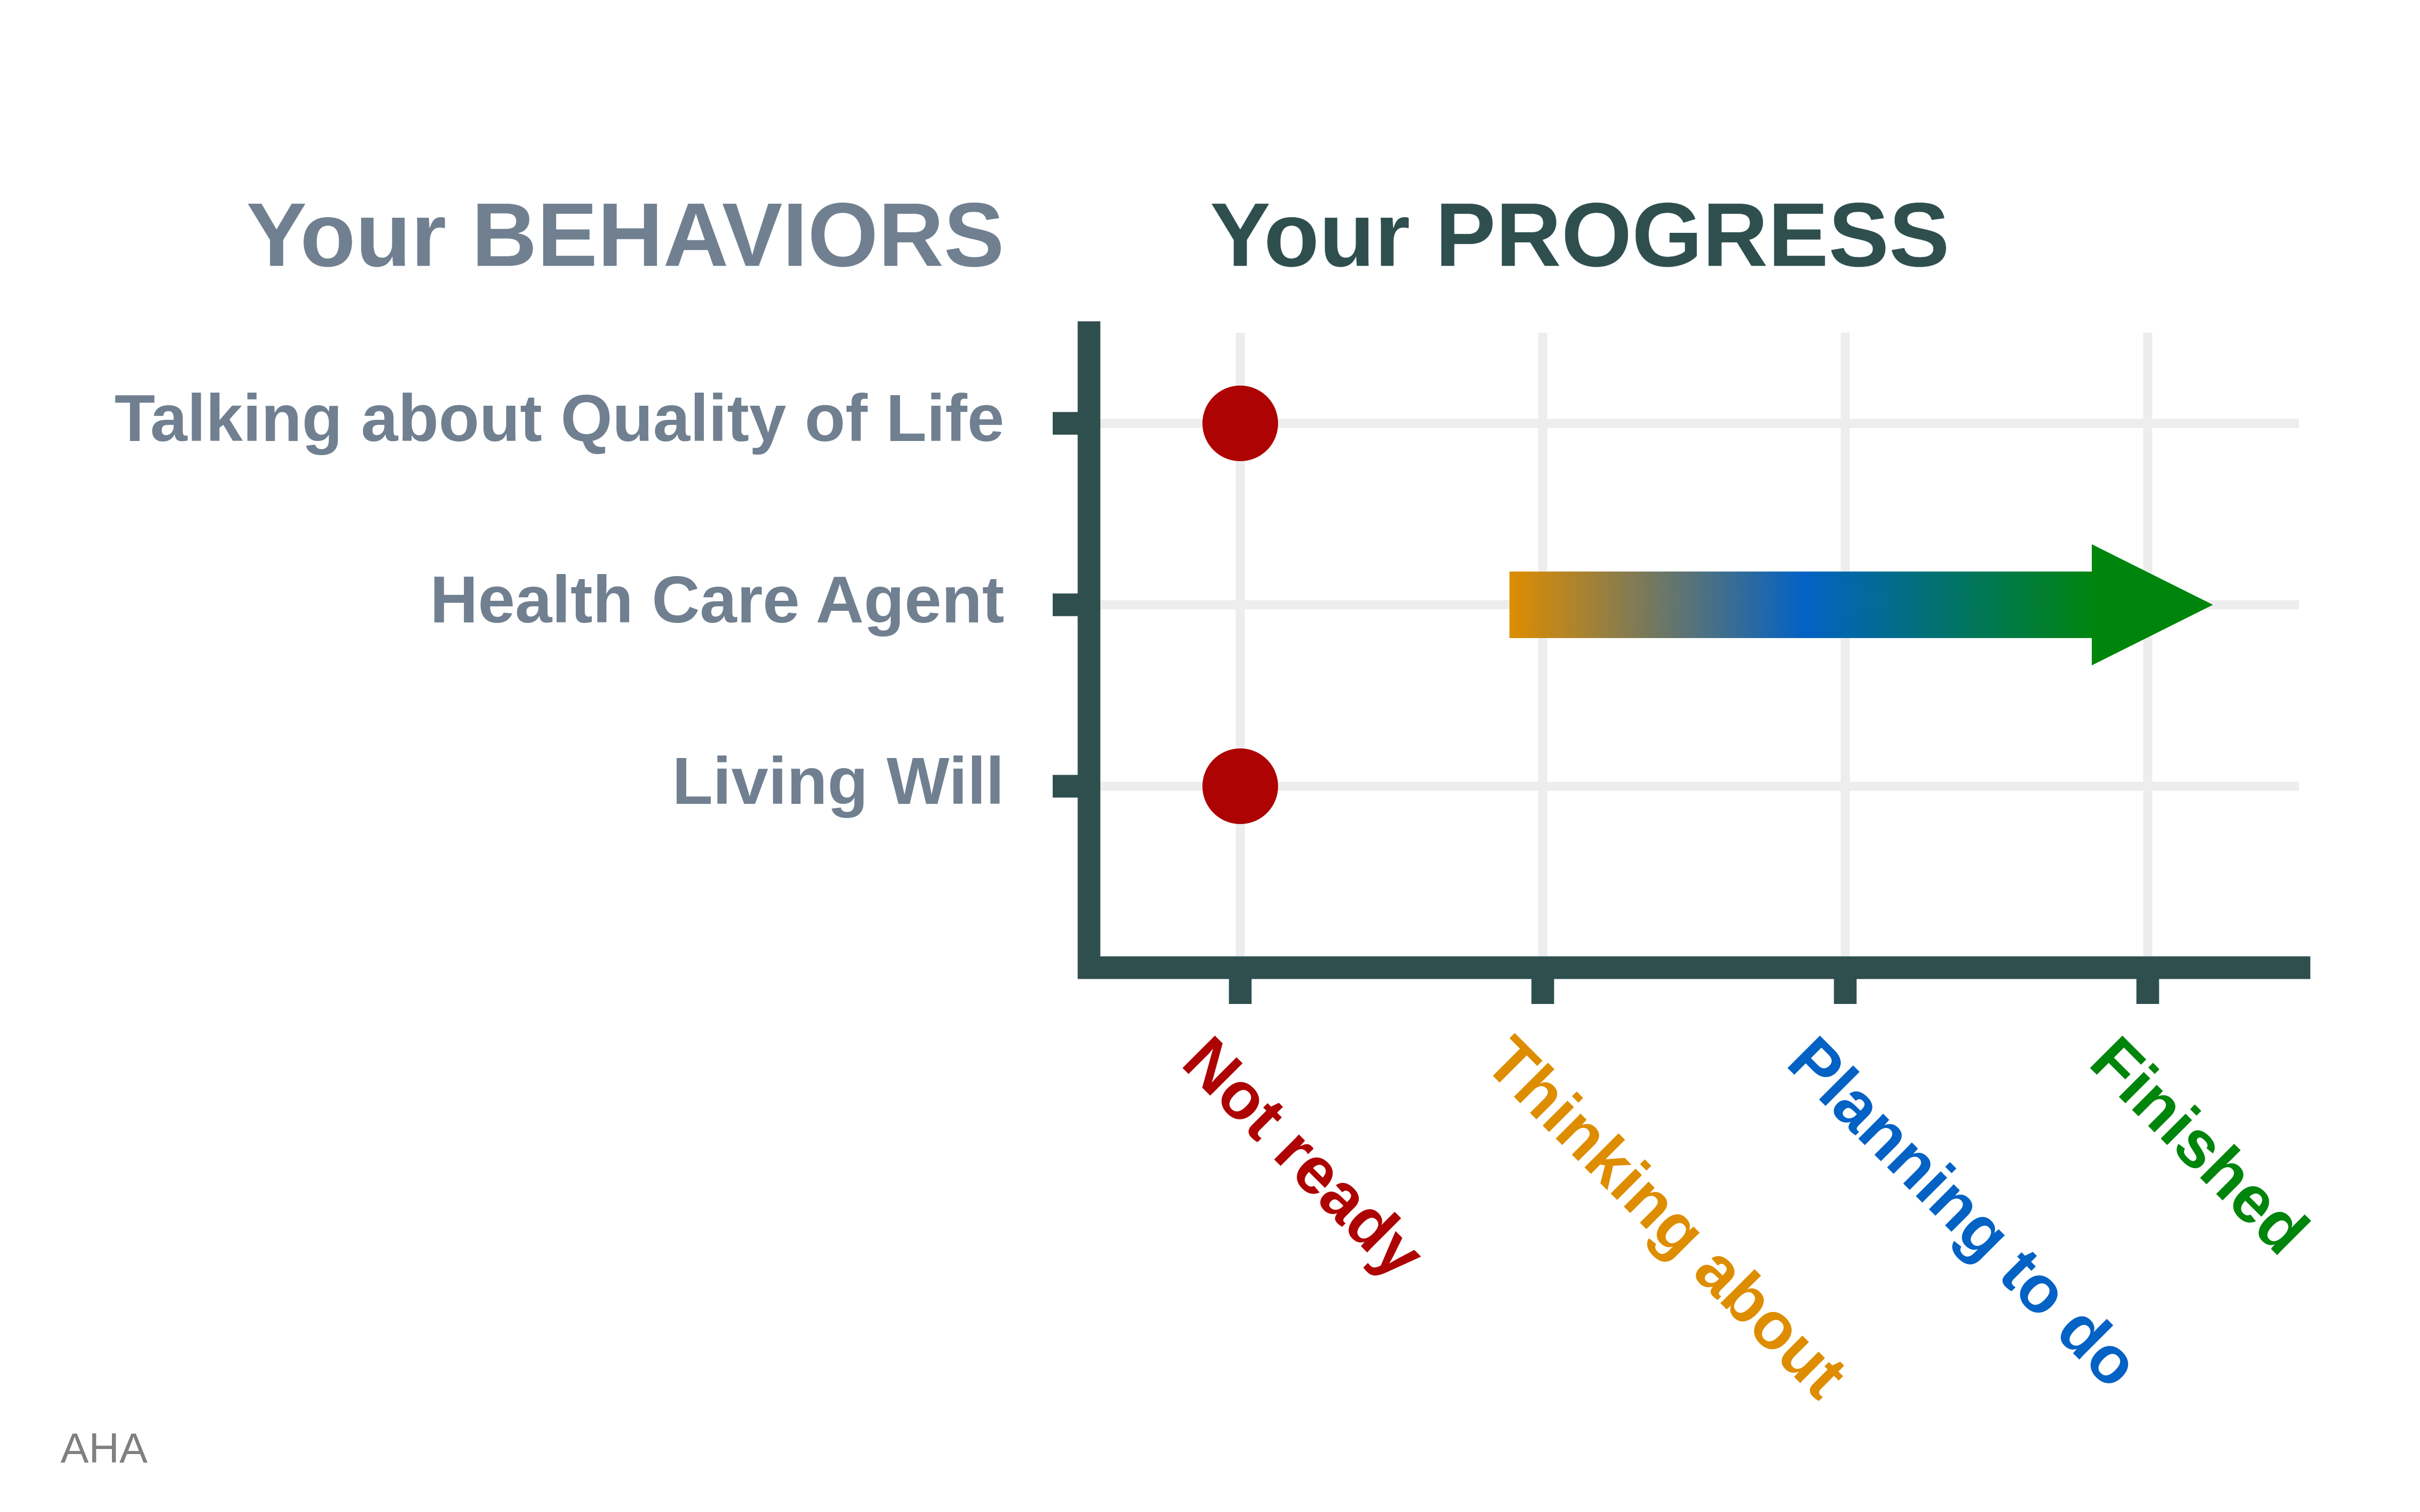 Your BEHAVIORS
Your PROGRESS
Talking about Quality of Life
Health Care Agent
Living Will
Not ready
Thinking about
Planning to do
Finished
AHA